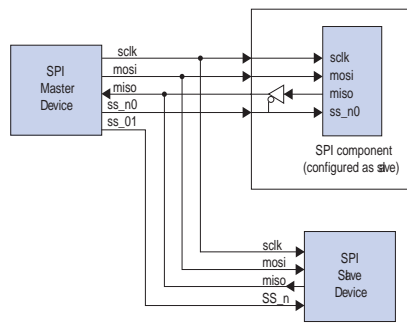 SPI
Master
Device
sclk
mosi
miso
ss_n0
ss_01
sclk
mosi
miso
ss_n0
SPI component
(configured as slave)
sclk
mosi
miso
SS_n
SPI
Slave
Device